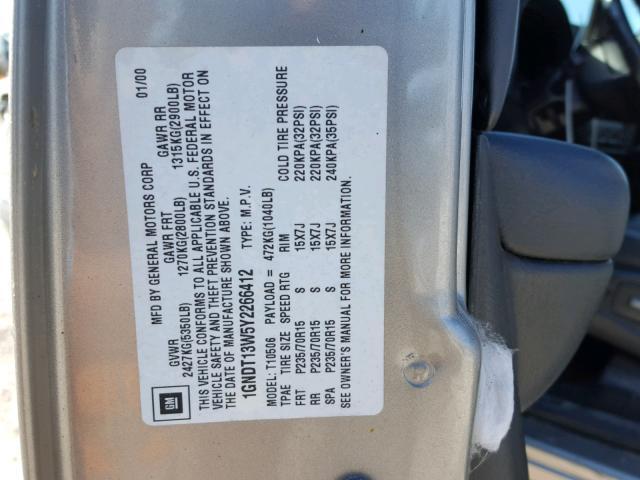 MFD BY GENERAL MOTORS CORP 01/00
GVWR GAWR FRT GAWR RR
2427KG(5350LB) 1270KG(2800LB) 1315KG(2900LB)
THIS VEHICLE CONFORMS TO ALL APPLICABLE U.S. FEDERAL MOTOR
VEHICLE SAFETY AND THEFT PREVENTION STANDARDS IN EFFECT ON
THE DATE OF MANUFACTURE SHOWN ABOVE.
1GNDT13W5Y2266412 TYPE: M.P.V.
MODEL: T10506 PAYLOAD = 472KG(1040LB)
TPAE TIRE SIZE SPEED RTG RIM COLD TIRE PRESSURE
FRT P235/70R15 S 15X7J 220KPA(32PSI)
RR P235/70R15 S 15X7J 220KPA(32PSI)
SPA P235/70R15 S 15X7J 240KPA(35PSI)
SEE OWNER'S MANUAL FOR MORE INFORMATION.
GM